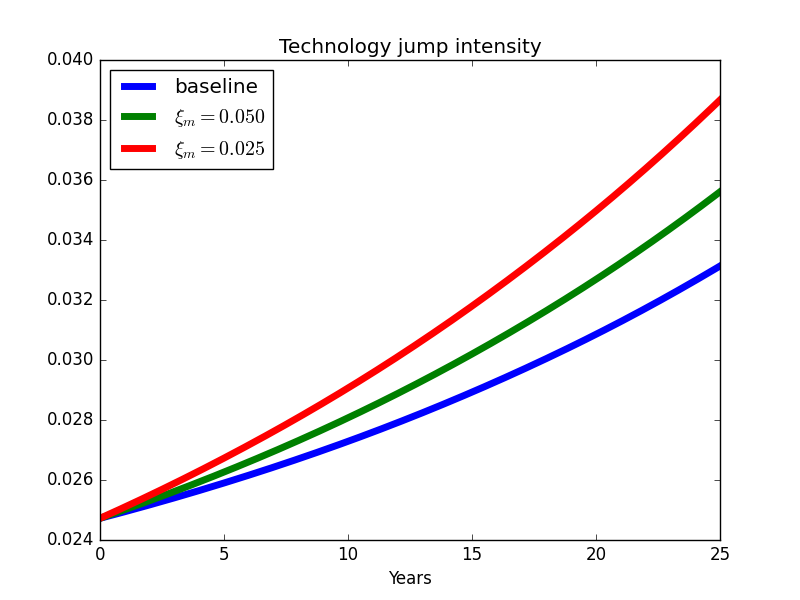 Technology jump intensity
0.040
0.038
0.036
0.034
0.032
0.030
0.028
0.026
0.024
baseline
ξₘ = 0.050
ξₘ = 0.025
0 5 10 15 20 25
Years